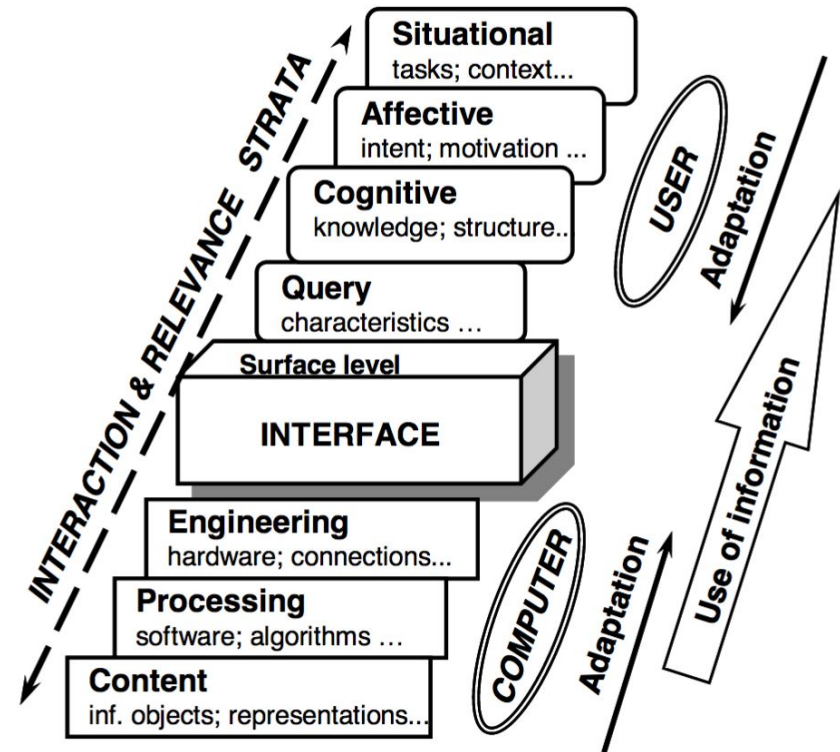 Situational
tasks; context...
Affective
intent; motivation ...
Cognitive
knowledge; structure..
Query
characteristics ...
Surface level
INTERFACE
Engineering
hardware; connections...
Processing
software; algorithms ...
Content
inf. objects; representations...
INTERACTION & RELEVANCE STRATA
USER
Adaptation
COMPUTER
Adaptation
Use of information